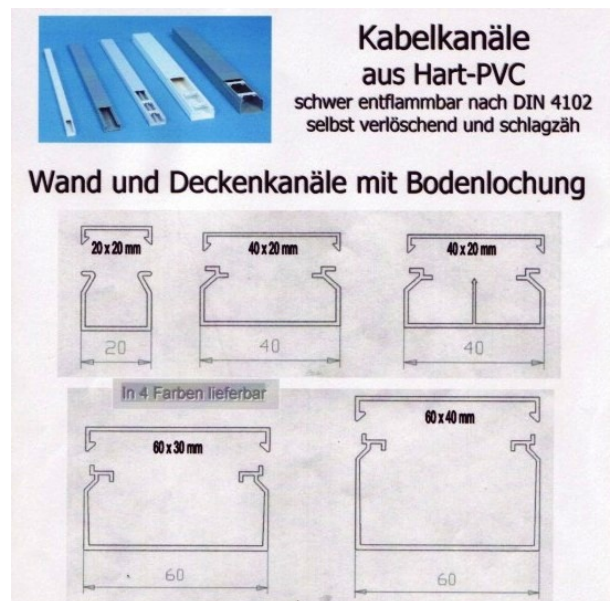 Kabelkanäle
aus Hart-PVC
schwer entflammbar nach DIN 4102
selbst verlöschend und schlagzäh
Wand und Deckenkanäle mit Bodenlochung
20 x 20 mm
40 x 20 mm
40 x 20 mm
20
40
40
In 4 Farben lieferbar
60 x 30 mm
60 x 40 mm
60
60